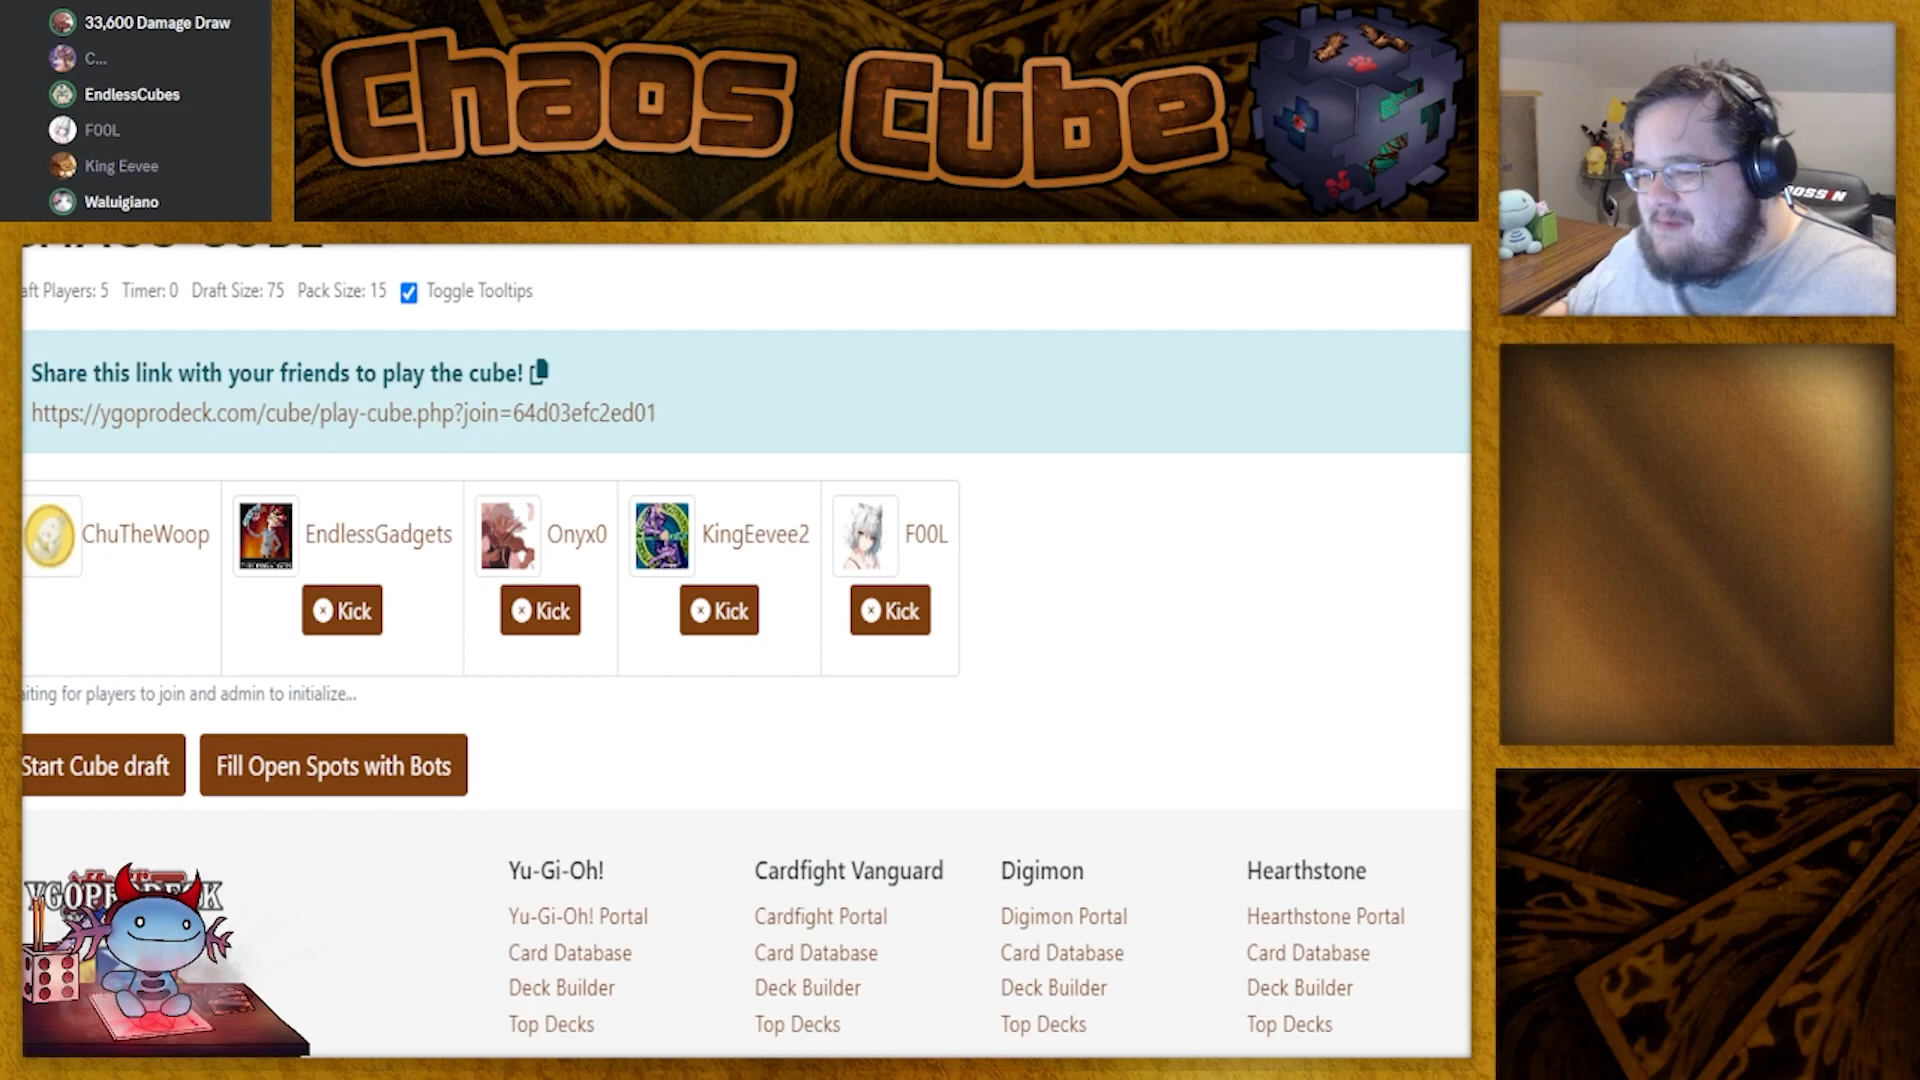 33,600 Damage Draw
C...
EndlessCubes
F00L
King Eevee
Waluigiano
Chaos Cube
ROSSIN
aft Players: 5 Timer: 0 Draft Size: 75 Pack Size: 15 Toggle Tooltips
Share this link with your friends to play the cube!
https://ygoprodeck.com/cube/play-cube.php?join=64d03efc2ed01
ChuTheWoop EndlessGadgets Onyx0 KingEevee2 F00L
Kick Kick Kick Kick
aiting for players to join and admin to initialize...
Start Cube draft Fill Open Spots with Bots
Yu-Gi-Oh! Cardfight Vanguard Digimon Hearthstone
Yu-Gi-Oh! Portal Cardfight Portal Digimon Portal Hearthstone Portal
Card Database Card Database Card Database Card Database
Deck Builder Deck Builder Deck Builder Deck Builder
Top Decks Top Decks Top Decks Top Decks